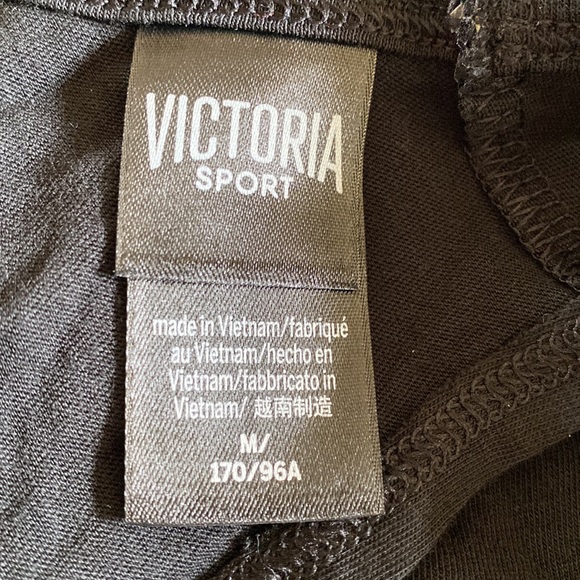 VICTORIA
SPORT
made in Vietnam/fabriqué
au Vietnam/hecho en
Vietnam/fabbricato in
Vietnam/ 越南制造
M/
170/96A